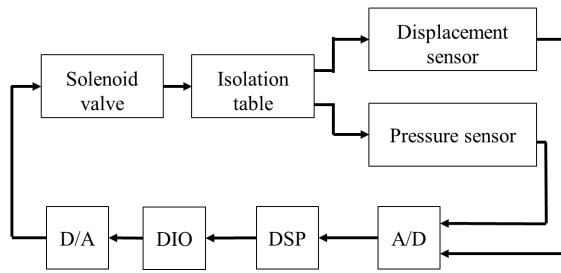 Solenoid
valve
Isolation
table
Displacement
sensor
Pressure sensor
D/A
DIO
DSP
A/D